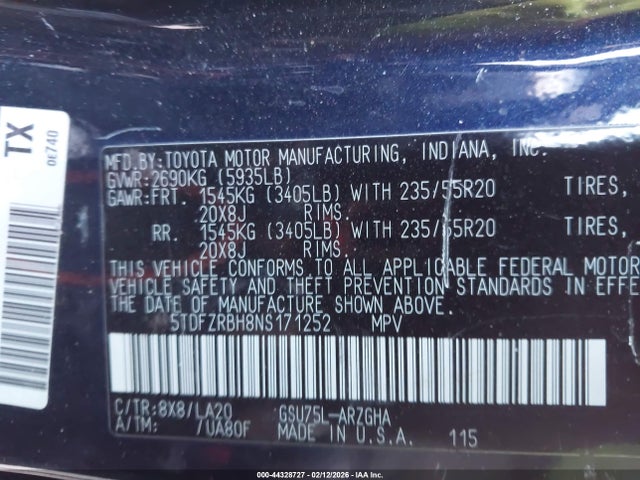 TX
0E740
MFD.BY:TOYOTA MOTOR MANUFACTURING, INDIANA, INC.
GVWR:2690KG (5935LB)
GAWR:FRT. 1545KG (3405LB) WITH 235/55R20 TIRES,
20X8J RIMS.
RR. 1545KG (3405LB) WITH 235/55R20 TIRES,
20X8J RIMS.
THIS VEHICLE CONFORMS TO ALL APPLICABLE FEDERAL MOTOR
VEHICLE SAFETY AND THEFT PREVENTION STANDARDS IN EFFE
THE DATE OF MANUFACTURE SHOWN ABOVE.
5TDFZRBH8NS171252 MPV
C/TR:8X8/LA20 GSU75L-ARZGHA
A/TM: /UA80F MADE IN U.S.A. 115
000-44328727 - 02/12/2026 - IAA Inc.